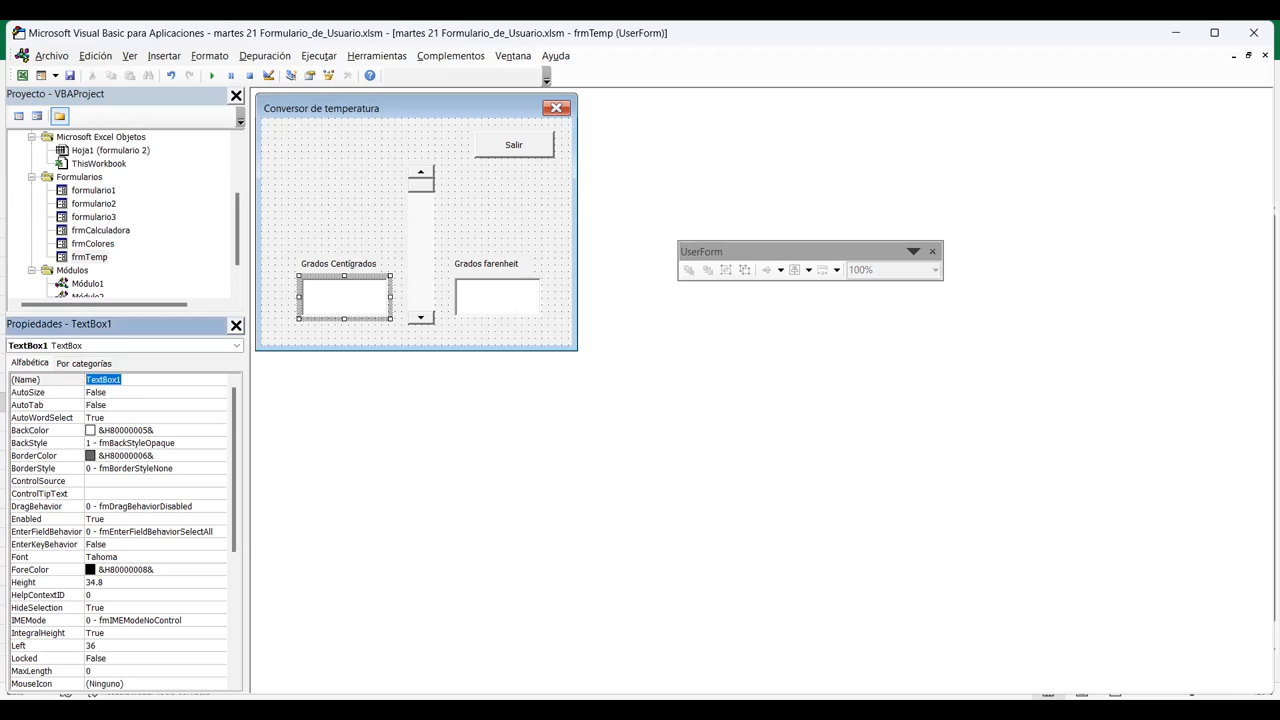 Microsoft Visual Basic para Aplicaciones - martes 21 Formulario_de_Usuario.xlsm - [martes 21 Formulario_de_Usuario.xlsm - frmTemp (UserForm)]
Archivo Edición Ver Insertar Formato Depuración Ejecutar Herramientas Complementos Ventana Ayuda
Proyecto - VBAProject
Microsoft Excel Objetos
Hoja1 (formulario 2)
ThisWorkbook
Formularios
formulario1
formulario2
formulario3
frmCalculadora
frmColores
frmTemp
Módulos
Módulo1
Propiedades - TextBox1
TextBox1 TextBox
Alfabética Por categorías
(Name) TextBox1
AutoSize False
AutoTab False
AutoWordSelect True
BackColor &H80000005&
BackStyle 1 - fmBackStyleOpaque
BorderColor &H80000006&
BorderStyle 0 - fmBorderStyleNone
ControlSource
ControlTipText
DragBehavior 0 - fmDragBehaviorDisabled
Enabled True
EnterFieldBehavior 0 - fmEnterFieldBehaviorSelectAll
EnterKeyBehavior False
Font Tahoma
ForeColor &H80000008&
Height 34.8
HelpContextID 0
HideSelection True
IMEMode 0 - fmIMEModeNoControl
IntegralHeight True
Left 36
Locked False
MaxLength 0
MouseIcon (Ninguno)
Conversor de temperatura
Salir
Grados Centígrados
Grados farenheit
UserForm
100%